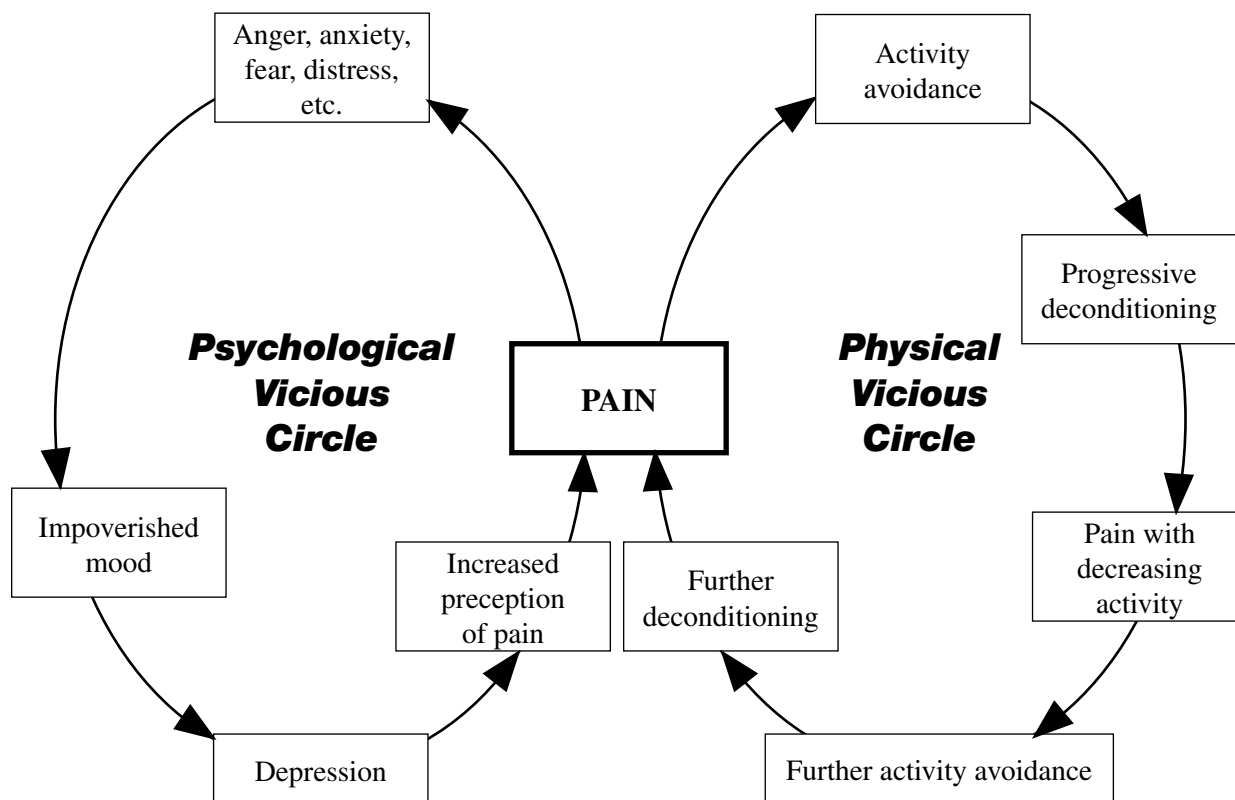 Anger, anxiety,
fear, distress,
etc.
Activity
avoidance
Progressive
deconditioning
Psychological
Vicious
Circle
PAIN
Physical
Vicious
Circle
Impoverished
mood
Increased
preception
of pain
Further
deconditioning
Pain with
decreasing
activity
Depression
Further activity avoidance